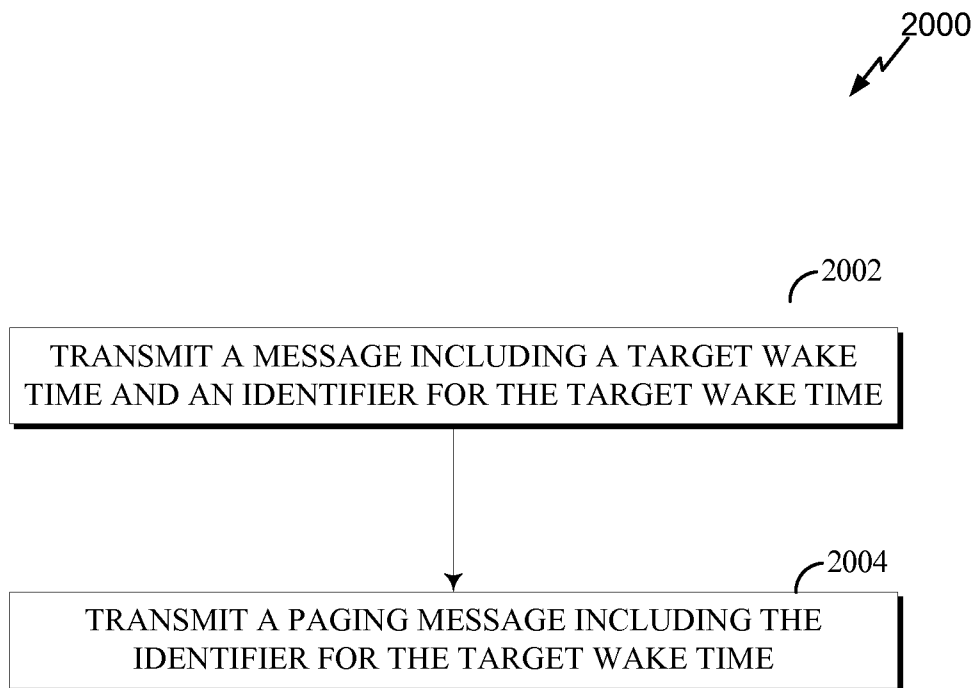 2000
2002
TRANSMIT A MESSAGE INCLUDING A TARGET WAKE
TIME AND AN IDENTIFIER FOR THE TARGET WAKE TIME
2004
TRANSMIT A PAGING MESSAGE INCLUDING THE
IDENTIFIER FOR THE TARGET WAKE TIME